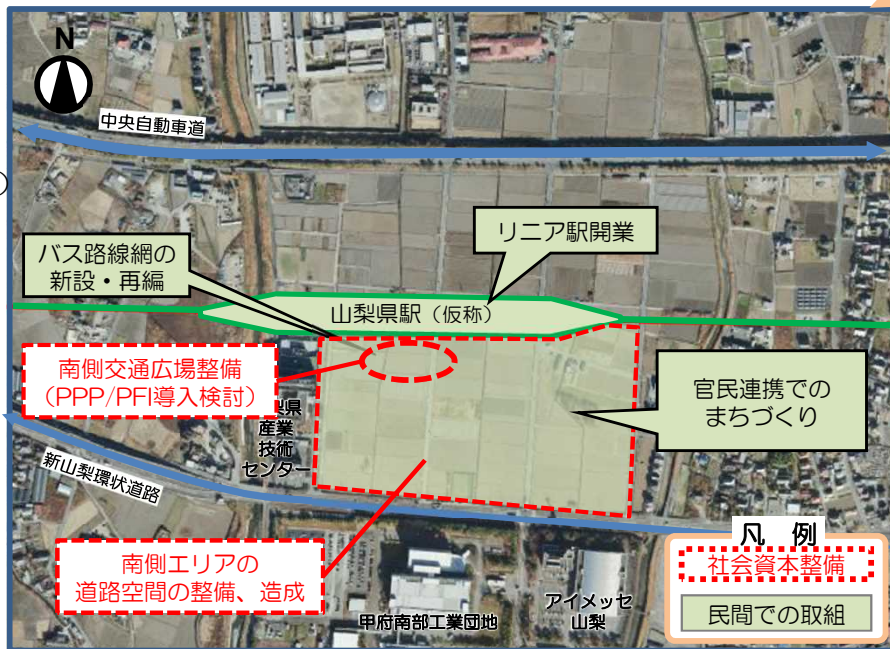 N
中央自動車道
リニア駅開業
バス路線網の
新設・再編
山梨県駅（仮称）
南側交通広場整備
（PPP/PFI導入検討）
官民連携での
まちづくり
県
産業
技術
センター
新山梨環状道路
南側エリアの
道路空間の整備、造成
甲府南部工業団地
アイメッセ
山梨
凡 例
社会資本整備
民間での取組